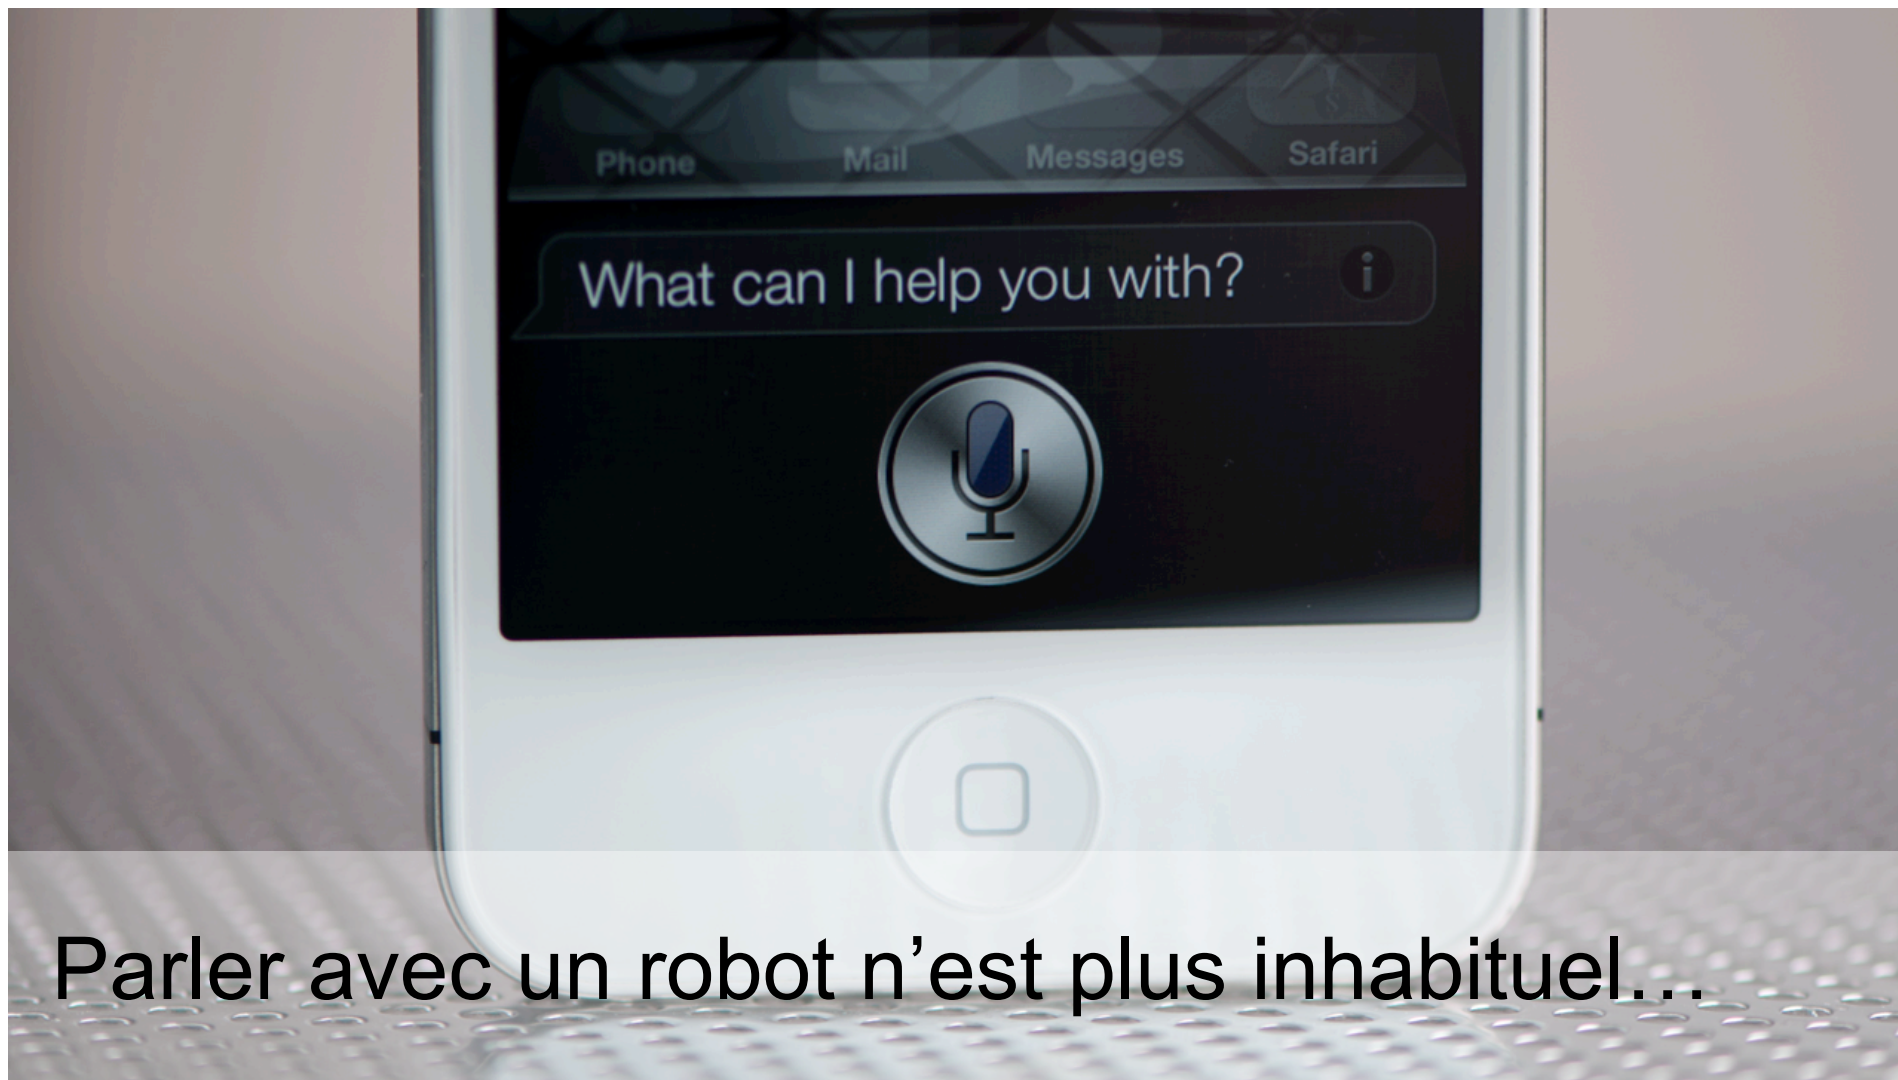 Phone Mail Messages Safari
What can I help you with?
Parler avec un robot n’est plus inhabituel…